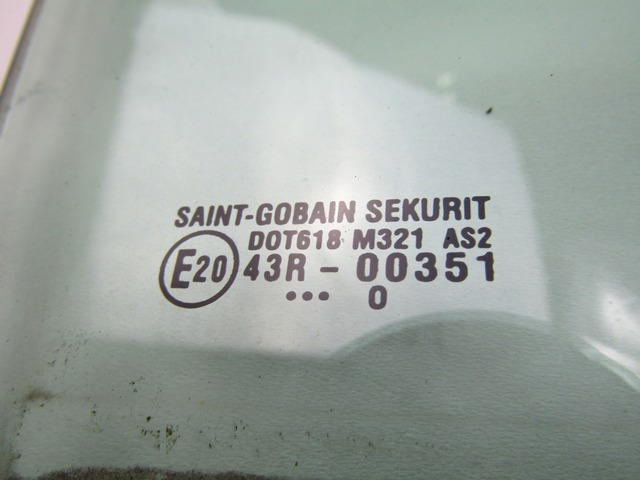 SAINT-GOBAIN SEKURIT
DOT618 M321 AS2
E20 43R - 00351
... 0